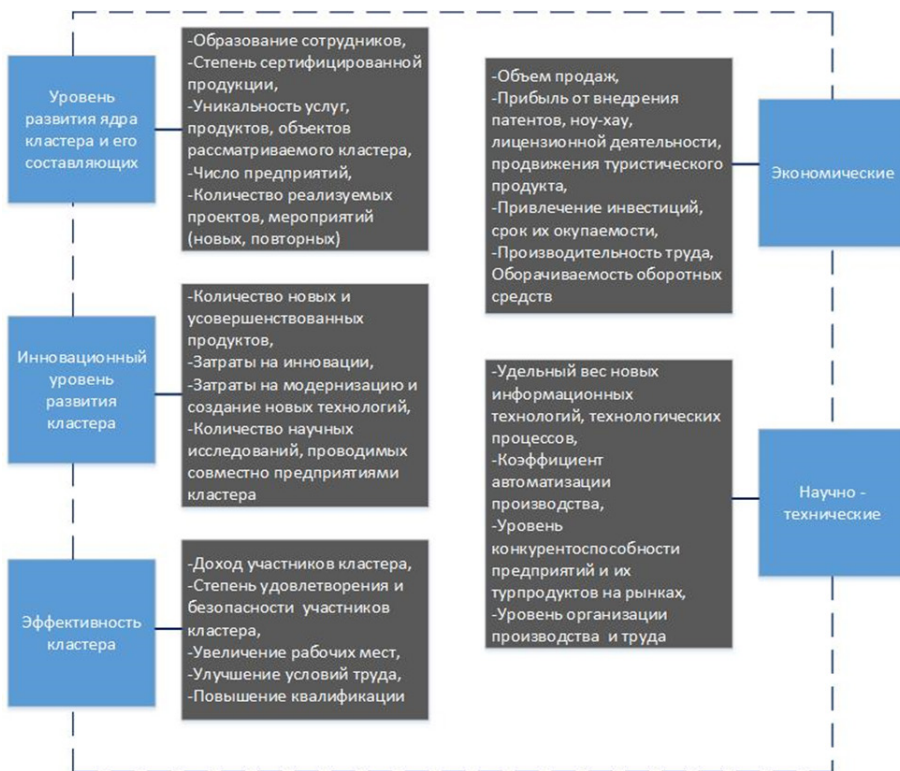 Уровень
развития ядра
кластера и его
составляющих
-Образование сотрудников,
-Степень сертифицированной
продукции,
-Уникальность услуг,
продуктов, объектов
рассматриваемого кластера,
-Число предприятий,
-Количество реализуемых
проектов, мероприятий
(новых, повторных)
Инновационный
уровень
развития
кластера
-Количество новых и
усовершенствованных
продуктов,
-Затраты на инновации,
-Затраты на модернизацию и
создание новых технологий,
-Количество научных
исследований, проводимых
совместно предприятиями
кластера
Эффективность
кластера
-Доход участников кластера,
-Степень удовлетворения и
безопасности участников
кластера,
-Увеличение рабочих мест,
-Улучшение условий труда,
-Повышение квалификации
-Объем продаж,
-Прибыль от внедрения
патентов, ноу-хау,
лицензионной деятельности,
продвижения туристического
продукта,
-Привлечение инвестиций,
срок их окупаемости,
-Производительность труда,
Оборачиваемость оборотных
средств
Экономические
-Удельный вес новых
информационных
технологий, технологических
процессов,
-Коэффициент
автоматизации
производства,
-Уровень
конкурентоспособности
предприятий и их
турпродуктов на рынках,
-Уровень организации
производства и труда
Научно -
технические